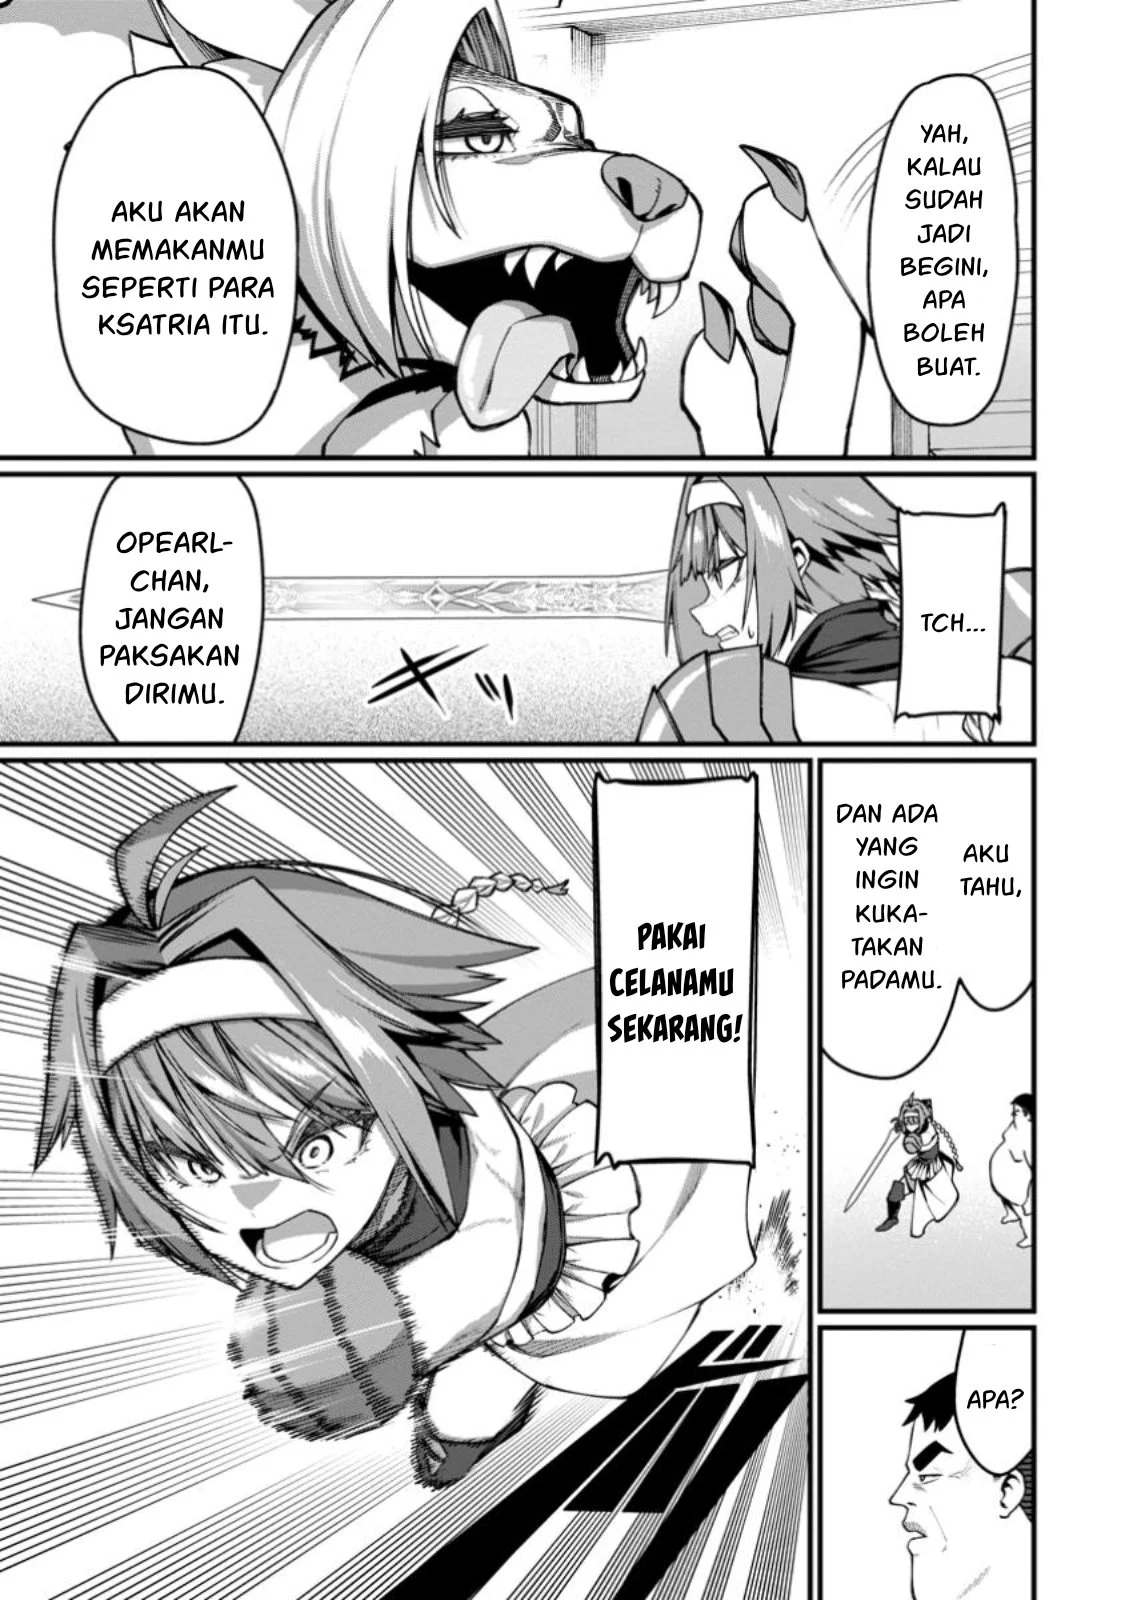 YAH,
KALAU
SUDAH
JADI
BEGINI,
APA
BOLEH
BUAT.
AKU AKAN
MEMAKANMU
SEPERTI PARA
KSATRIA ITU.
TCH...
OPEARL-
CHAN,
JANGAN
PAKSAKAN
DIRIMU.
AKU
TAHU,
DAN ADA
YANG
INGIN
KUKA-
TAKAN
PADAMU.
APA?
PAKAI
CELANAMU
SEKARANG!